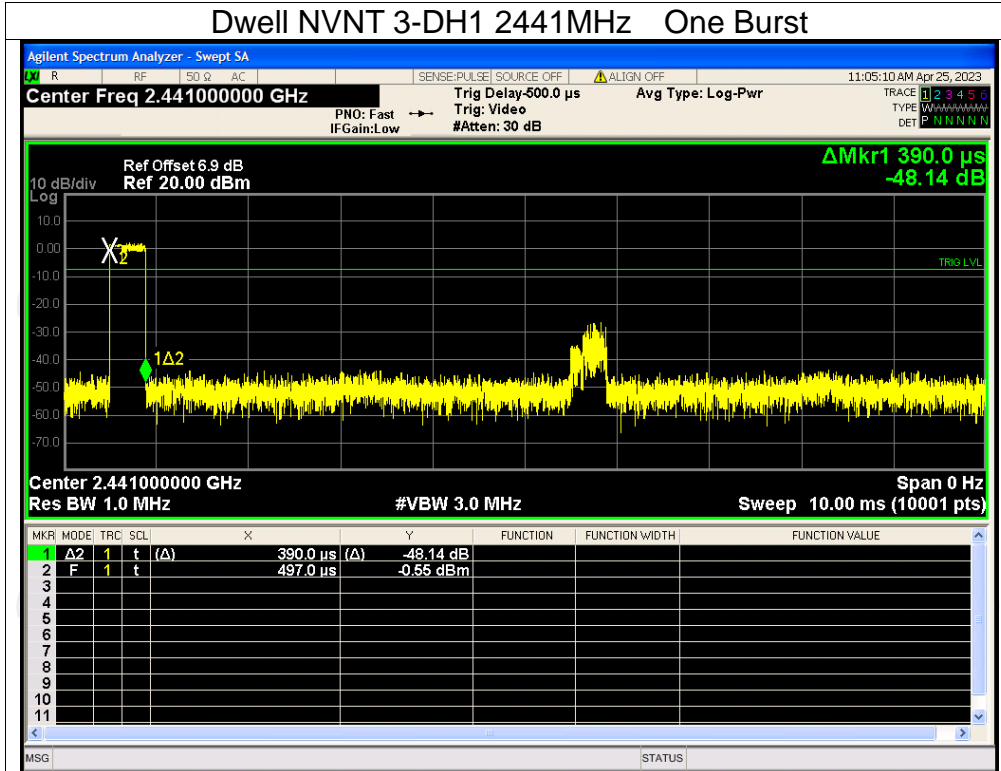 Dwell NVNT 3-DH1 2441MHz One Burst
Agilent Spectrum Analyzer - Swept SA
LXI R RF 50 Ω AC SENSE:PULSE SOURCE OFF ALIGN OFF 11:05:10 AM Apr 25, 2023
Center Freq 2.441000000 GHz
PNO: Fast
IFGain:Low
Trig Delay-500.0 µs
Trig: Video
#Atten: 30 dB
Avg Type: Log-Pwr
TRACE 1 2 3 4 5 6
TYPE WWWWWW
DET P N N N N N
ΔMkr1 390.0 µs
-48.14 dB
Ref Offset 6.9 dB
10 dB/div Ref 20.00 dBm
Log
10.0
0.00
-10.0
-20.0
-30.0
-40.0
-50.0
-60.0
-70.0
2
TRIG LVL
1Δ2
Center 2.441000000 GHz Span 0 Hz
Res BW 1.0 MHz #VBW 3.0 MHz Sweep 10.00 ms (10001 pts)
MKR MODE TRC SCL X Y FUNCTION FUNCTION WIDTH FUNCTION VALUE
1 Δ2 1 t (Δ) 390.0 µs (Δ) -48.14 dB
2 F 1 t 497.0 µs -0.55 dBm
3
4
5
6
7
8
9
10
11
MSG STATUS